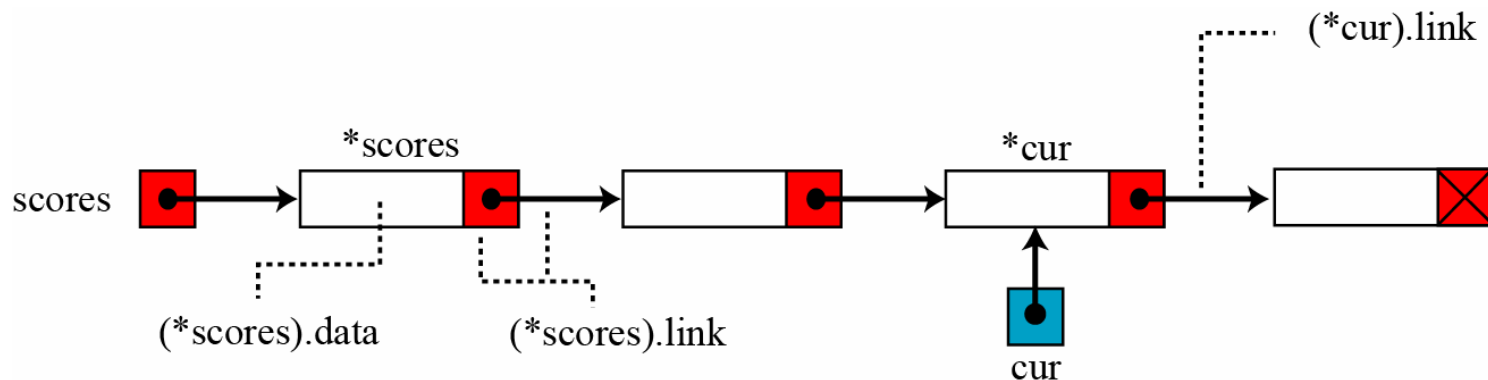 (*cur).link
*scores
*cur
scores
(*scores).data
(*scores).link
cur